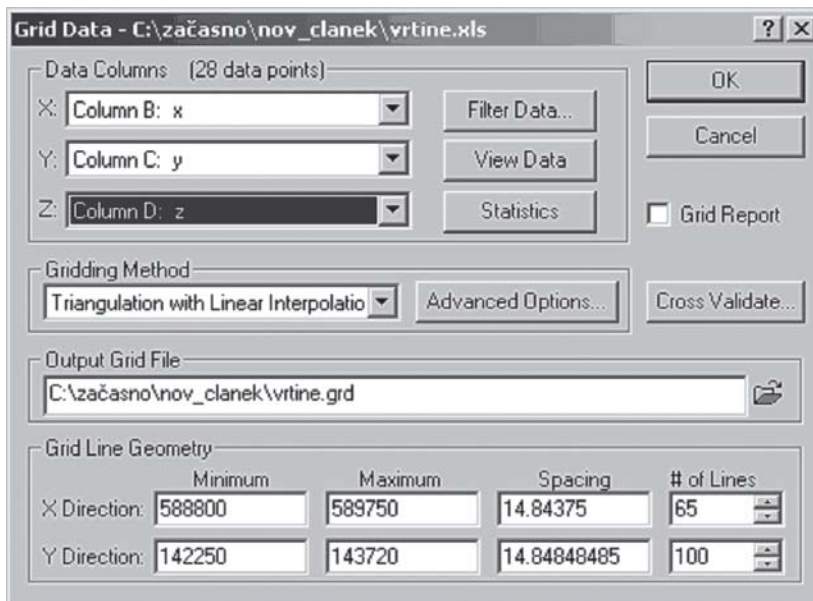 Grid Data - C:\začasno\nov_clanek\vrtine.xls
Data Columns (28 data points)
X: Column B: x
Filter Data...
OK
Y: Column C: y
View Data
Cancel
Z: Column D: z
Statistics
Grid Report
Gridding Method
Triangulation with Linear Interpolatio
Advanced Options...
Cross Validate...
Output Grid File
C:\začasno\nov_clanek\vrtine.grd
Grid Line Geometry
Minimum Maximum Spacing # of Lines
X Direction: 588800 589750 14.84375 65
Y Direction: 142250 143720 14.84848485 100